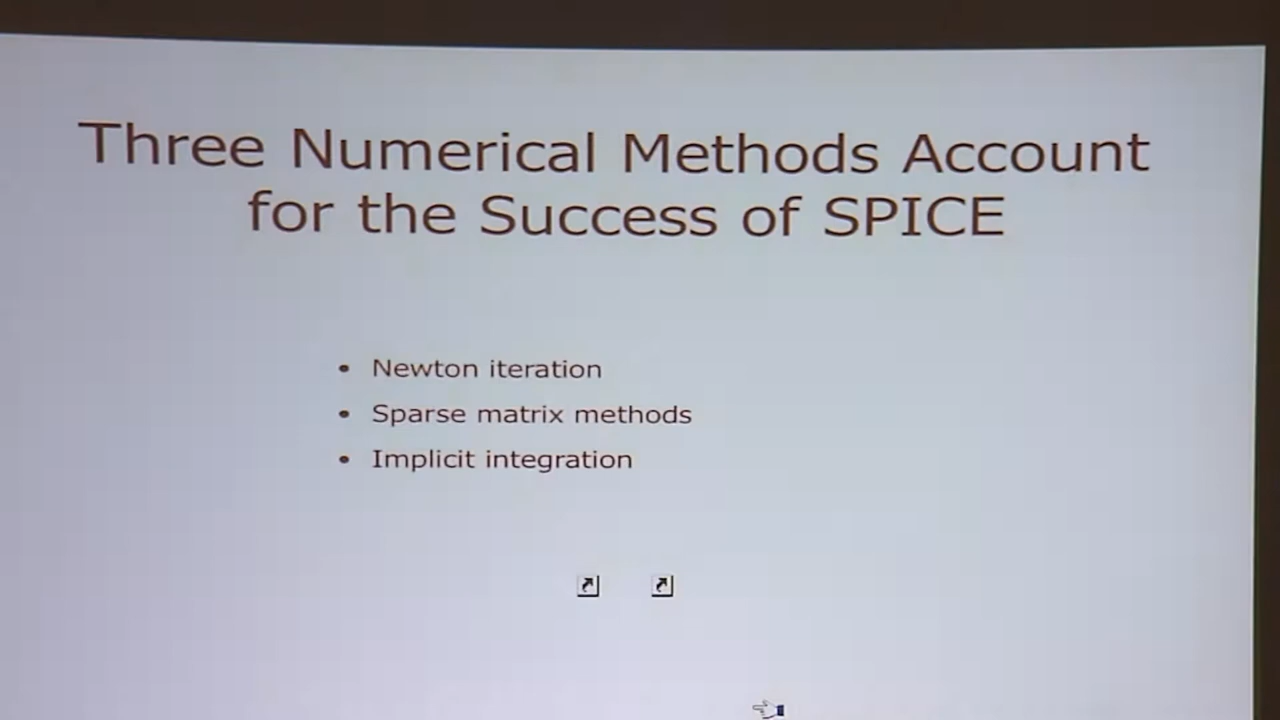 Three Numerical Methods Account
for the Success of SPICE
• Newton iteration
• Sparse matrix methods
• Implicit integration